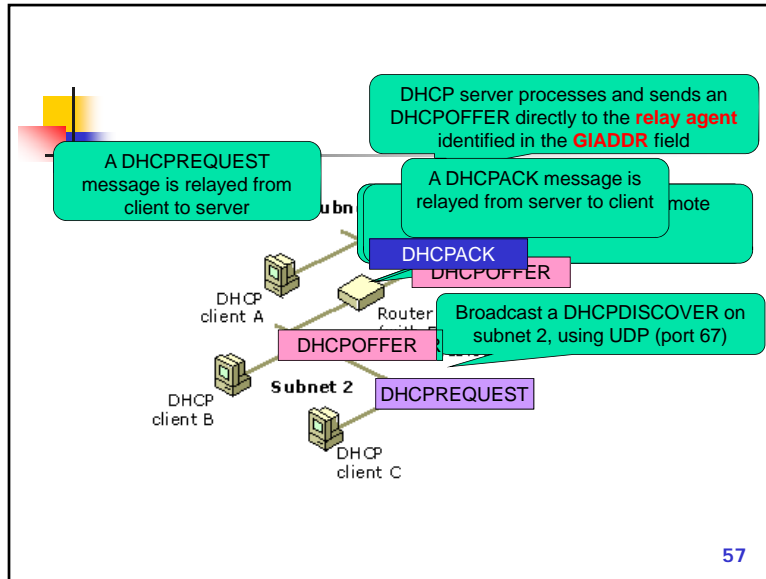 DHCP server processes and sends an
DHCPOFFER directly to the relay agent
identified in the GIADDR field
A DHCPREQUEST
message is relayed from
client to server
A DHCPACK message is
relayed from server to client
DHCPACK
DHCPOFFER
DHCP
client A
Router
Broadcast a DHCPDISCOVER on
subnet 2, using UDP (port 67)
DHCPOFFER
DHCP
client B
Subnet 2
DHCPREQUEST
DHCP
client C
57